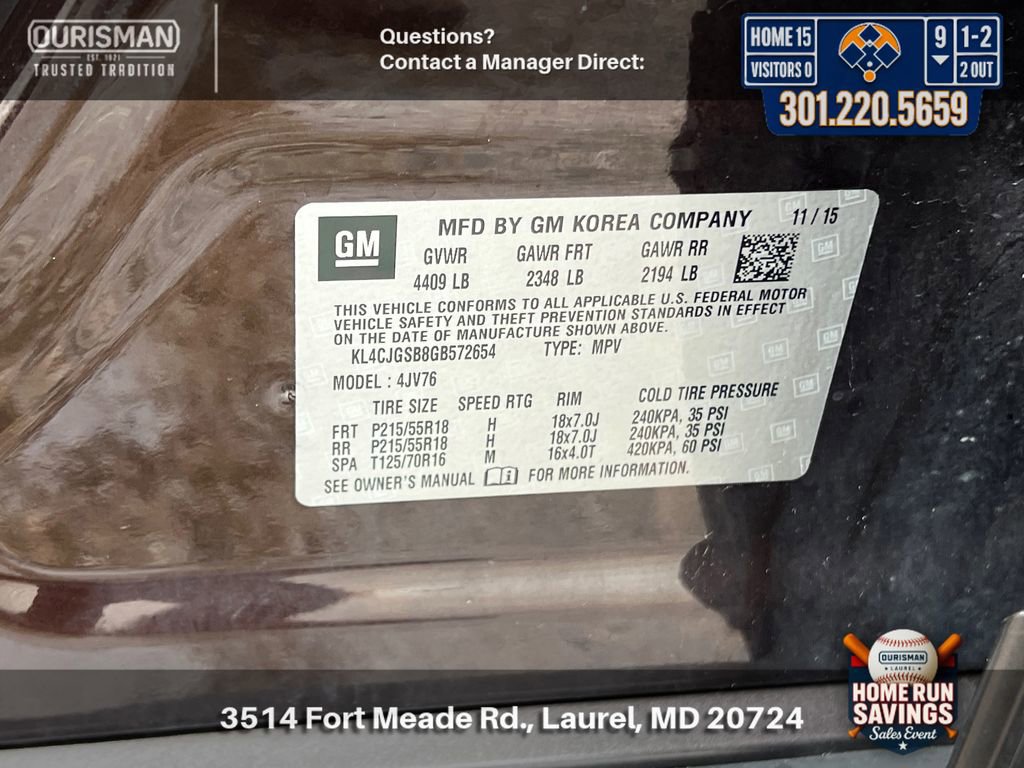 OURISMAN
EST. 1921
TRUSTED TRADITION
Questions?
Contact a Manager Direct:
HOME 15
VISITORS 0
9
1-2
2 OUT
301.220.5659
GM
MFD BY GM KOREA COMPANY 11/15
GVWR GAWR FRT GAWR RR
4409 LB 2348 LB 2194 LB
THIS VEHICLE CONFORMS TO ALL APPLICABLE U.S. FEDERAL MOTOR
VEHICLE SAFETY AND THEFT PREVENTION STANDARDS IN EFFECT
ON THE DATE OF MANUFACTURE SHOWN ABOVE.
KL4CJGSB8GB572654 TYPE: MPV
MODEL : 4JV76
TIRE SIZE SPEED RTG RIM COLD TIRE PRESSURE
FRT P215/55R18 H 18x7.0J 240KPA, 35 PSI
RR P215/55R18 H 18x7.0J 240KPA, 35 PSI
SPA T125/70R16 M 16x4.0T 420KPA, 60 PSI
SEE OWNER'S MANUAL FOR MORE INFORMATION.
OURISMAN
LAUREL
HOME RUN
SAVINGS
Sales Event
3514 Fort Meade Rd., Laurel, MD 20724